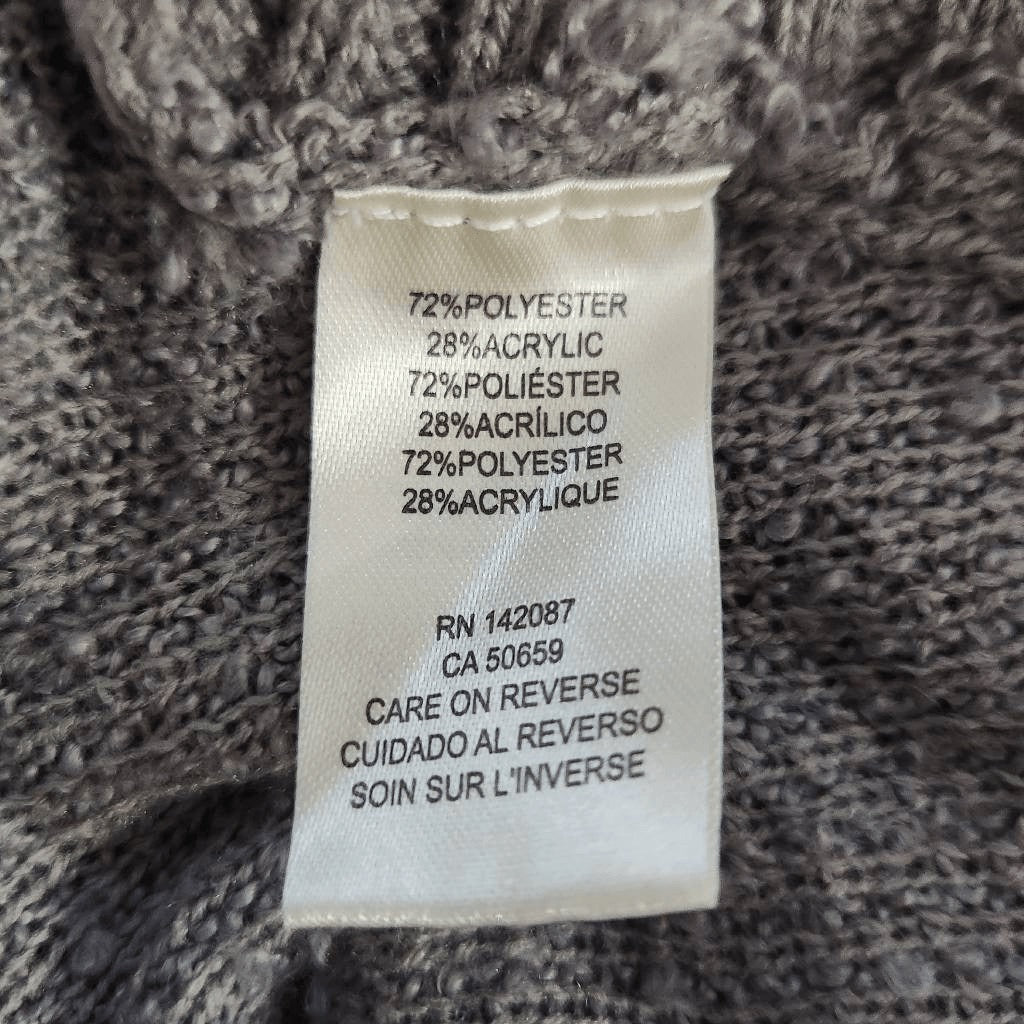 72%POLYESTER
28%ACRYLIC
72%POLIÉSTER
28%ACRÍLICO
72%POLYESTER
28%ACRYLIQUE
RN 142087
CA 50659
CARE ON REVERSE
CUIDADO AL REVERSO
SOIN SUR L'INVERSE